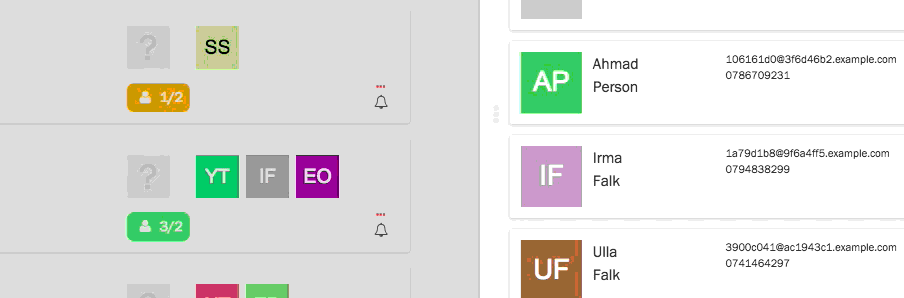 ?
SS
1/2
?
YT IF EO
3/2
AP
Ahmad
Person
106161d0@3f6d46b2.example.com
0786709231
IF
Irma
Falk
1a79d1b8@9f6a4ff5.example.com
0794838299
UF
Ulla
Falk
3900c041@ac1943c1.example.com
0741464297